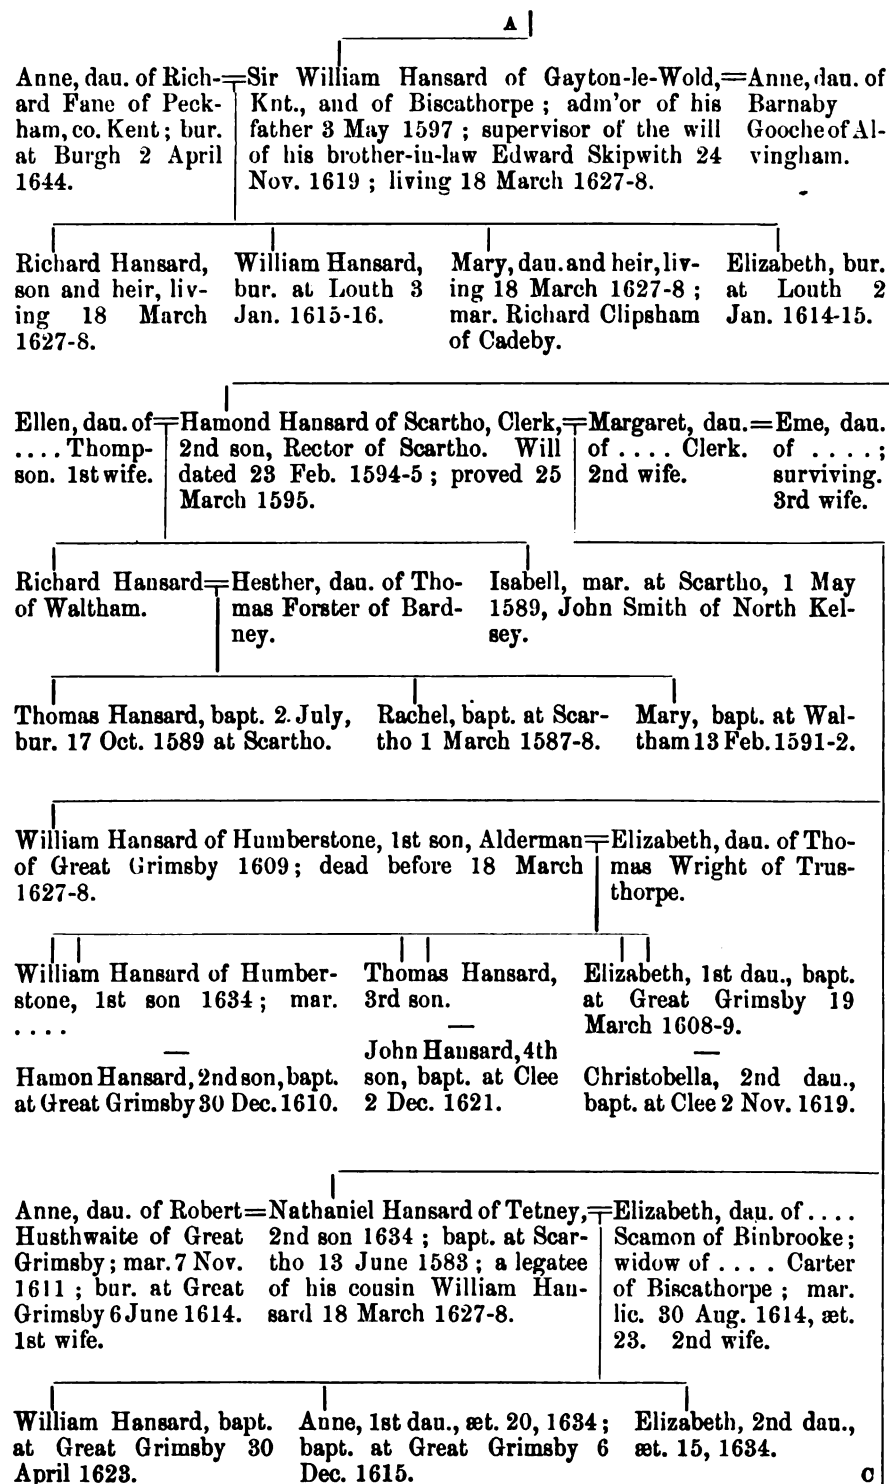 A
Anne, dau. of Rich-
ard Fane of Peck-
ham, co. Kent; bur.
at Burgh 2 April
1644.
Sir William Hansard of Gayton-le-Wold,
Knt., and of Biscathorpe ; adm'or of his
father 3 May 1597 ; supervisor of the will
of his brother-in-law Edward Skipwith 24
Nov. 1619 ; living 18 March 1627-8.
Anne, dau. of
Barnaby
Gooche of Al-
vingham.
Richard Hansard,
son and heir, liv-
ing 18 March
1627-8.
William Hansard,
bur. at Louth 3
Jan. 1615-16.
Mary, dau. and heir, liv-
ing 18 March 1627-8 ;
mar. Richard Clipsham
of Cadeby.
Elizabeth, bur.
at Louth 2
Jan. 1614-15.
Ellen, dau. of
.... Thomp-
son. 1st wife.
Hamond Hansard of Scartho, Clerk,
2nd son, Rector of Scartho. Will
dated 23 Feb. 1594-5 ; proved 25
March 1595.
Margaret, dau.
of .... Clerk.
2nd wife.
Eme, dau.
of .... ;
surviving.
3rd wife.
Richard Hansard
of Waltham.
Hesther, dau. of Tho-
mas Forster of Bard-
ney.
Isabell, mar. at Scartho, 1 May
1589, John Smith of North Kel-
sey.
Thomas Hansard, bapt. 2 July,
bur. 17 Oct. 1589 at Scartho.
Rachel, bapt. at Scar-
tho 1 March 1587-8.
Mary, bapt. at Wal-
tham 13 Feb. 1591-2.
William Hansard of Humberstone, 1st son, Alderman
of Great Grimsby 1609; dead before 18 March
1627-8.
Elizabeth, dau. of Tho-
mas Wright of Trus-
thorpe.
William Hansard of Humber-
stone, 1st son 1634 ; mar.
....
Hamon Hansard, 2nd son, bapt.
at Great Grimsby 30 Dec. 1610.
Thomas Hansard,
3rd son.
John Hansard, 4th
son, bapt. at Clee
2 Dec. 1621.
Elizabeth, 1st dau., bapt.
at Great Grimsby 19
March 1608-9.
Christobella, 2nd dau.,
bapt. at Clee 2 Nov. 1619.
Anne, dau. of Robert
Husthwaite of Great
Grimsby; mar. 7 Nov.
1611 ; bur. at Great
Grimsby 6 June 1614.
1st wife.
Nathaniel Hansard of Tetney,
2nd son 1634 ; bapt. at Scar-
tho 13 June 1583 ; a legatee
of his cousin William Han-
sard 18 March 1627-8.
Elizabeth, dau. of ....
Scamon of Binbrooke;
widow of .... Carter
of Biscathorpe ; mar.
lic. 30 Aug. 1614, æt.
23. 2nd wife.
William Hansard, bapt.
at Great Grimsby 30
April 1623.
Anne, 1st dau., æt. 20, 1634 ;
bapt. at Great Grimsby 6
Dec. 1615.
Elizabeth, 2nd dau.,
æt. 15, 1634.
C